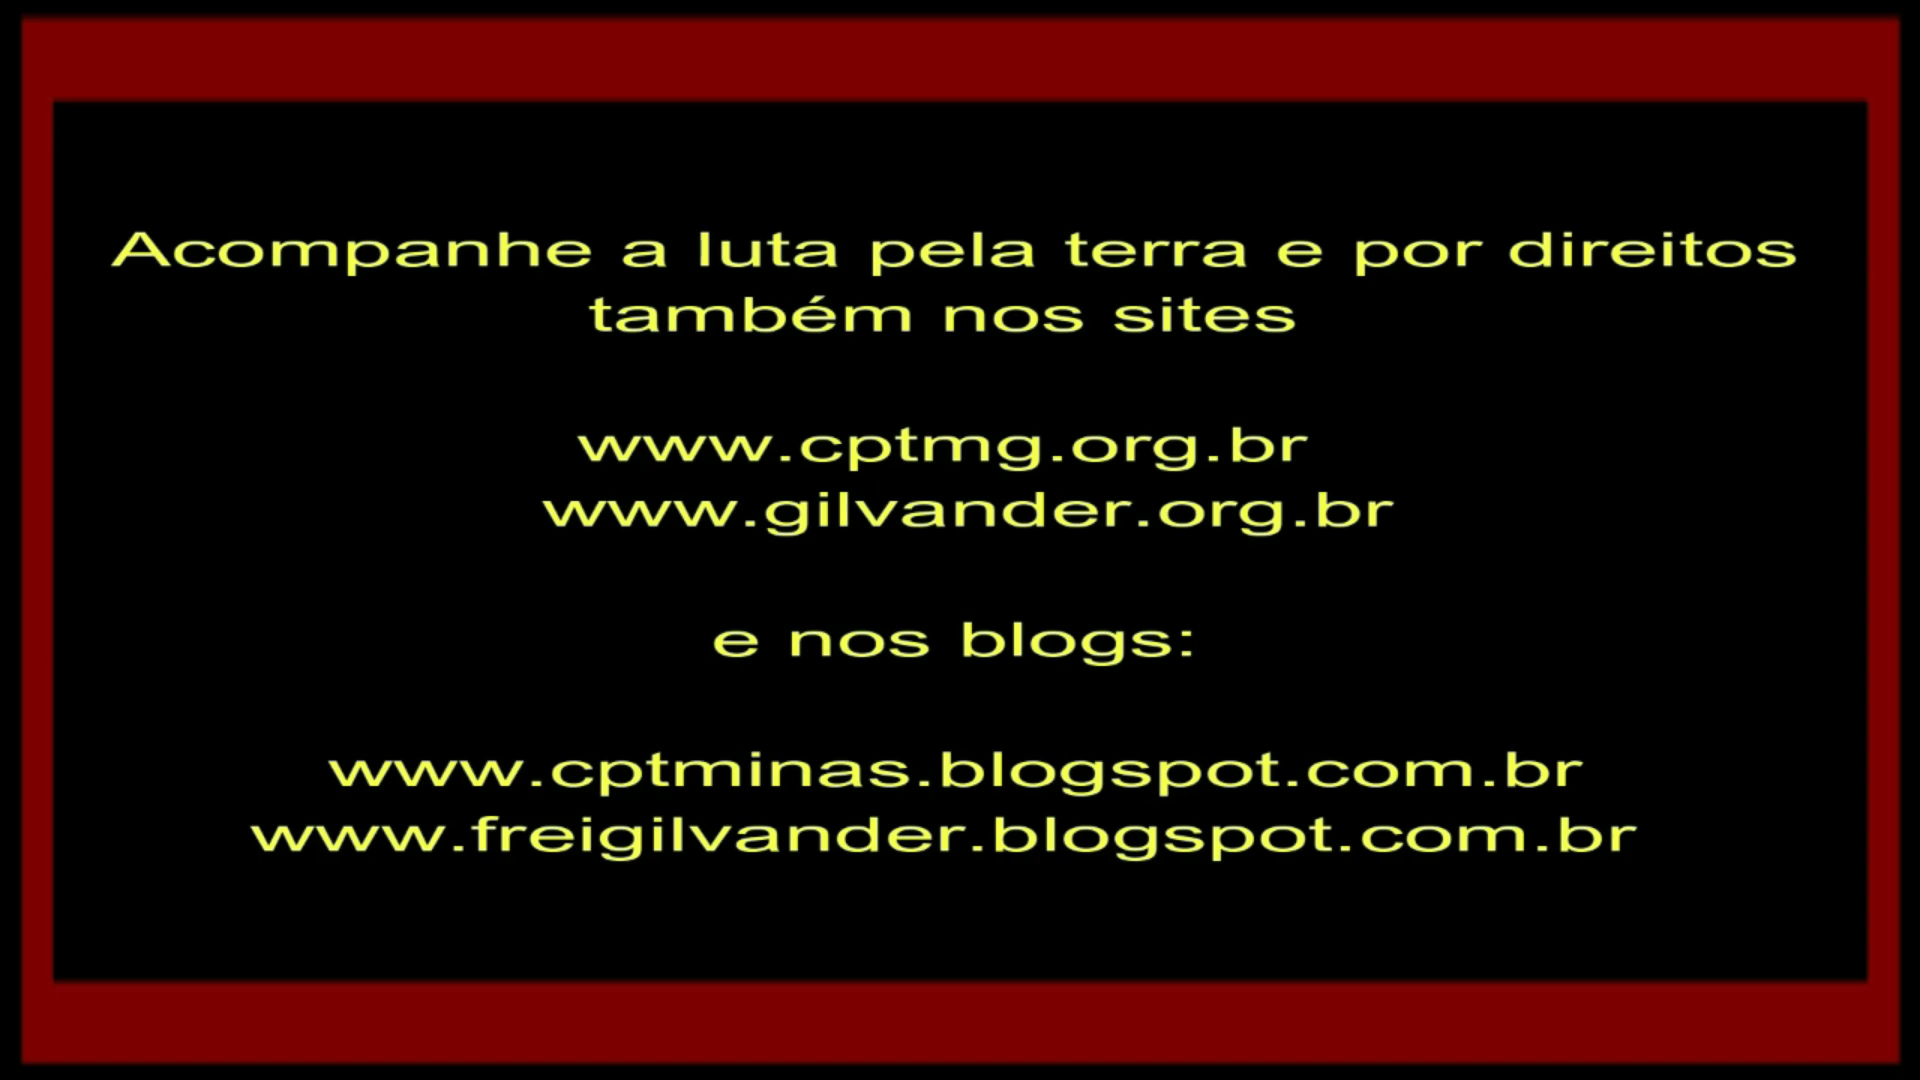 Acompanhe a luta pela terra e por direitos
também nos sites
www.cptmg.org.br
www.gilvander.org.br
e nos blogs:
www.cptminas.blogspot.com.br
www.freigilvander.blogspot.com.br